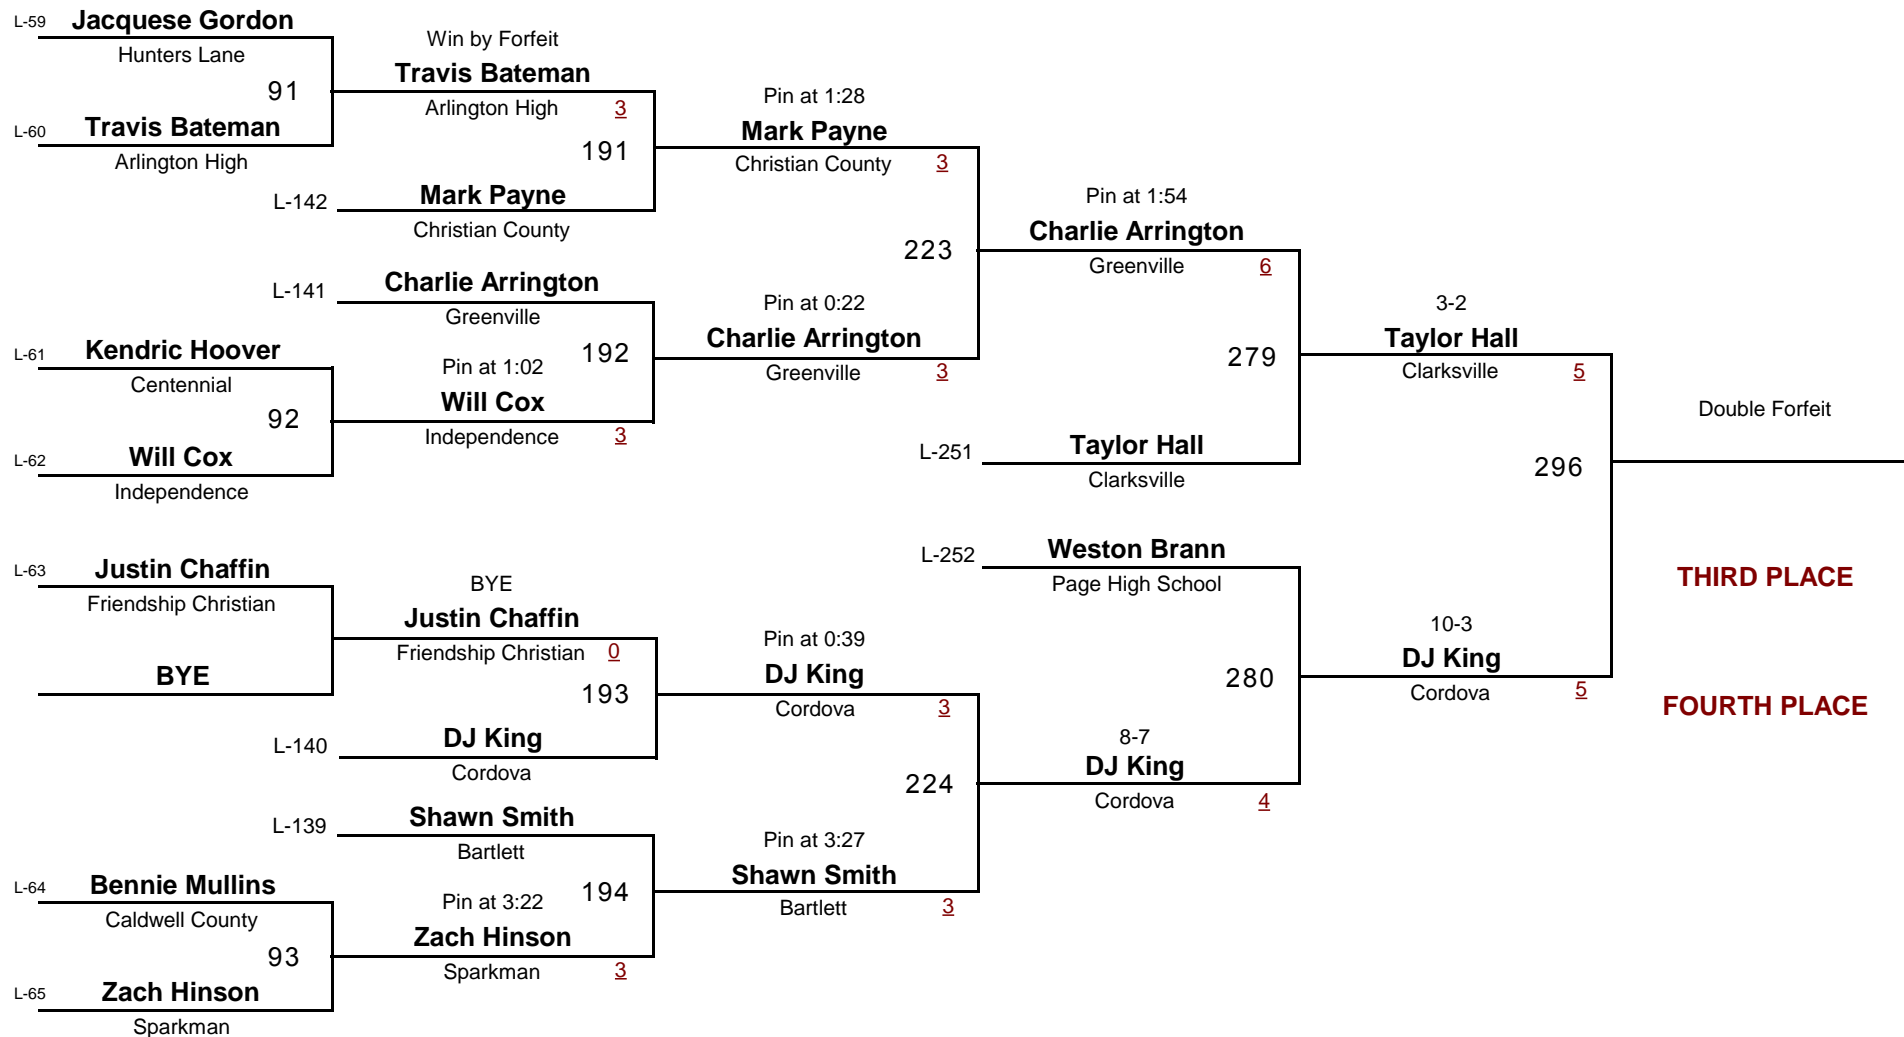 L-59 Jacquese Gordon
Hunters Lane
91
L-60 Travis Bateman
Arlington High
Win by Forfeit
Travis Bateman
Arlington High 3
191
L-142 Mark Payne
Christian County
L-141 Charlie Arrington
Greenville
192
L-61 Kendric Hoover
Centennial
92
L-62 Will Cox
Independence
Pin at 1:02
Will Cox
Independence 3
Pin at 1:28
Mark Payne
Christian County 3
223
Pin at 0:22
Charlie Arrington
Greenville 3
Pin at 1:54
Charlie Arrington
Greenville 6
279
L-251 Taylor Hall
Clarksville
3-2
Taylor Hall
Clarksville 5
296
Double Forfeit
L-63 Justin Chaffin
Friendship Christian
BYE
BYE
Justin Chaffin
Friendship Christian 0
193
L-140 DJ King
Cordova
L-139 Shawn Smith
Bartlett
194
L-64 Bennie Mullins
Caldwell County
93
L-65 Zach Hinson
Sparkman
Pin at 3:22
Zach Hinson
Sparkman 3
Pin at 0:39
DJ King
Cordova 3
224
Pin at 3:27
Shawn Smith
Bartlett 3
L-252 Weston Brann
Page High School
280
8-7
DJ King
Cordova 4
10-3
DJ King
Cordova 5
THIRD PLACE
FOURTH PLACE